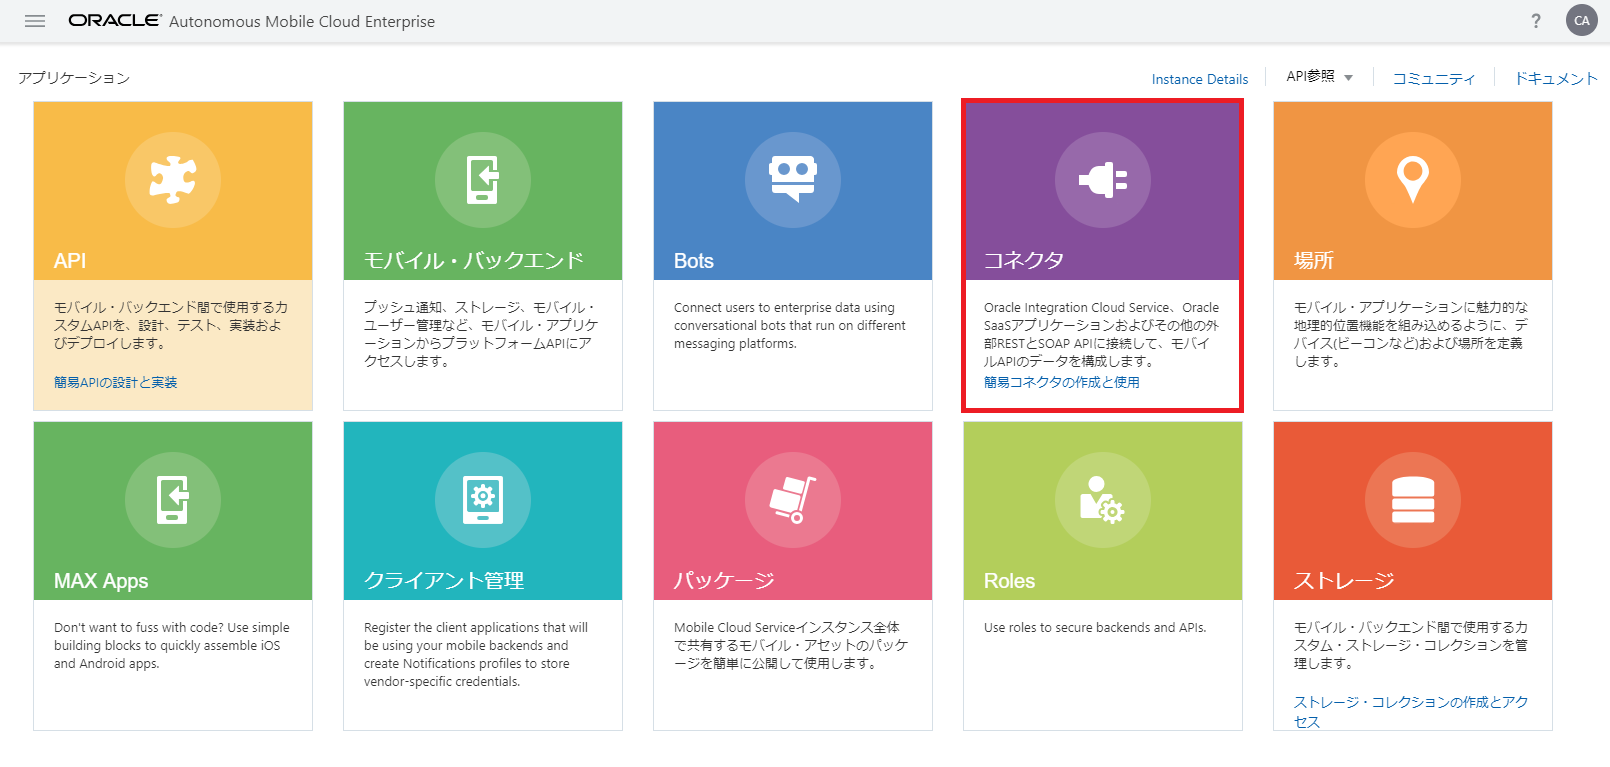 ORACLE Autonomous Mobile Cloud Enterprise
? CA
アプリケーション
Instance Details
API参照
コミュニティ
ドキュメント
API
モバイル・バックエンド間で使用するカ
スタムAPIを、設計、テスト、実装およ
びデプロイします。
簡易APIの設計と実装
モバイル・バックエンド
プッシュ通知、ストレージ、モバイル・
ユーザー管理など、モバイル・アプリケ
ーションからプラットフォームAPIにア
クセスします。
Bots
Connect users to enterprise data using
conversational bots that run on different
messaging platforms.
コネクタ
Oracle Integration Cloud Service、Oracle
SaaSアプリケーションおよびその他の外
部RESTとSOAP APIに接続して、モバイ
ルAPIのデータを構成します。
簡易コネクタの作成と使用
場所
モバイル・アプリケーションに魅力的な
地理的位置機能を組み込めるように、デ
バイス(ビーコンなど)および場所を定義
します。
MAX Apps
Don't want to fuss with code? Use simple
building blocks to quickly assemble iOS
and Android apps.
クライアント管理
Register the client applications that will
be using your mobile backends and
create Notifications profiles to store
vendor-specific credentials.
パッケージ
Mobile Cloud Serviceインスタンス全体
で共有するモバイル・アセットのパッケ
ージを簡単に公開して使用します。
Roles
Use roles to secure backends and APIs.
ストレージ
モバイル・バックエンド間で使用するカ
スタム・ストレージ・コレクションを管
理します。
ストレージ・コレクションの作成とアク
セス